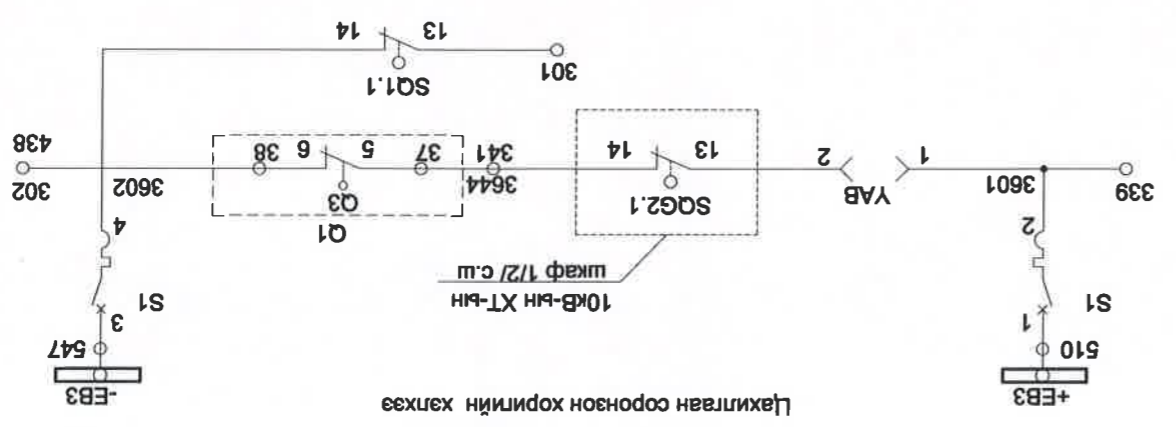 Цахилгаан соронзон хоригийн хэлхээ
+EB3
-EB3
510
547
1
S1
3
S1
10кВ-ын ХТ-ын
шкаф 1/2/ с.ш
2
4
Q1
SQG2.1
Q3
339
3601
1
YAB
2
13
14
3644
341
37
5
6
38
3602
302
438
SQ1.1
301
13
14